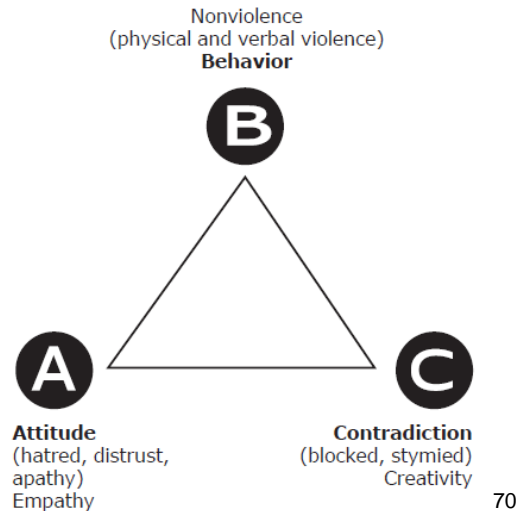 Nonviolence
(physical and verbal violence)
Behavior
B
A
C
Attitude
(hatred, distrust,
apathy)
Empathy
Contradiction
(blocked, stymied)
Creativity
70